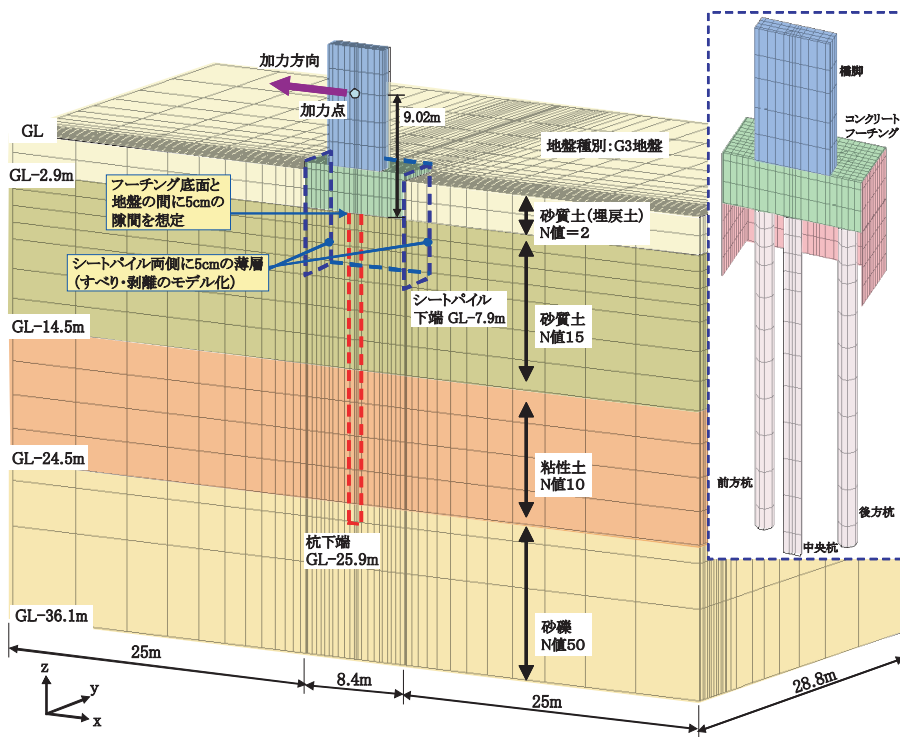 加力方向
加力点
9.02m
GL
地盤種別:G3地盤
GL-2.9m
フーチング底面と
地盤の間に5cmの
隙間を想定
砂質土(埋戻土)
N値=2
シートパイル両側に5cmの薄層
(すべり・剥離のモデル化)
シートパイル
下端 GL-7.9m
GL-14.5m
砂質土
N値15
GL-24.5m
粘性土
N値10
杭下端
GL-25.9m
GL-36.1m
砂礫
N値50
25m
8.4m
25m
28.8m
z
y
x
橋脚
コンクリート
フーチング
前方杭
後方杭
中央杭